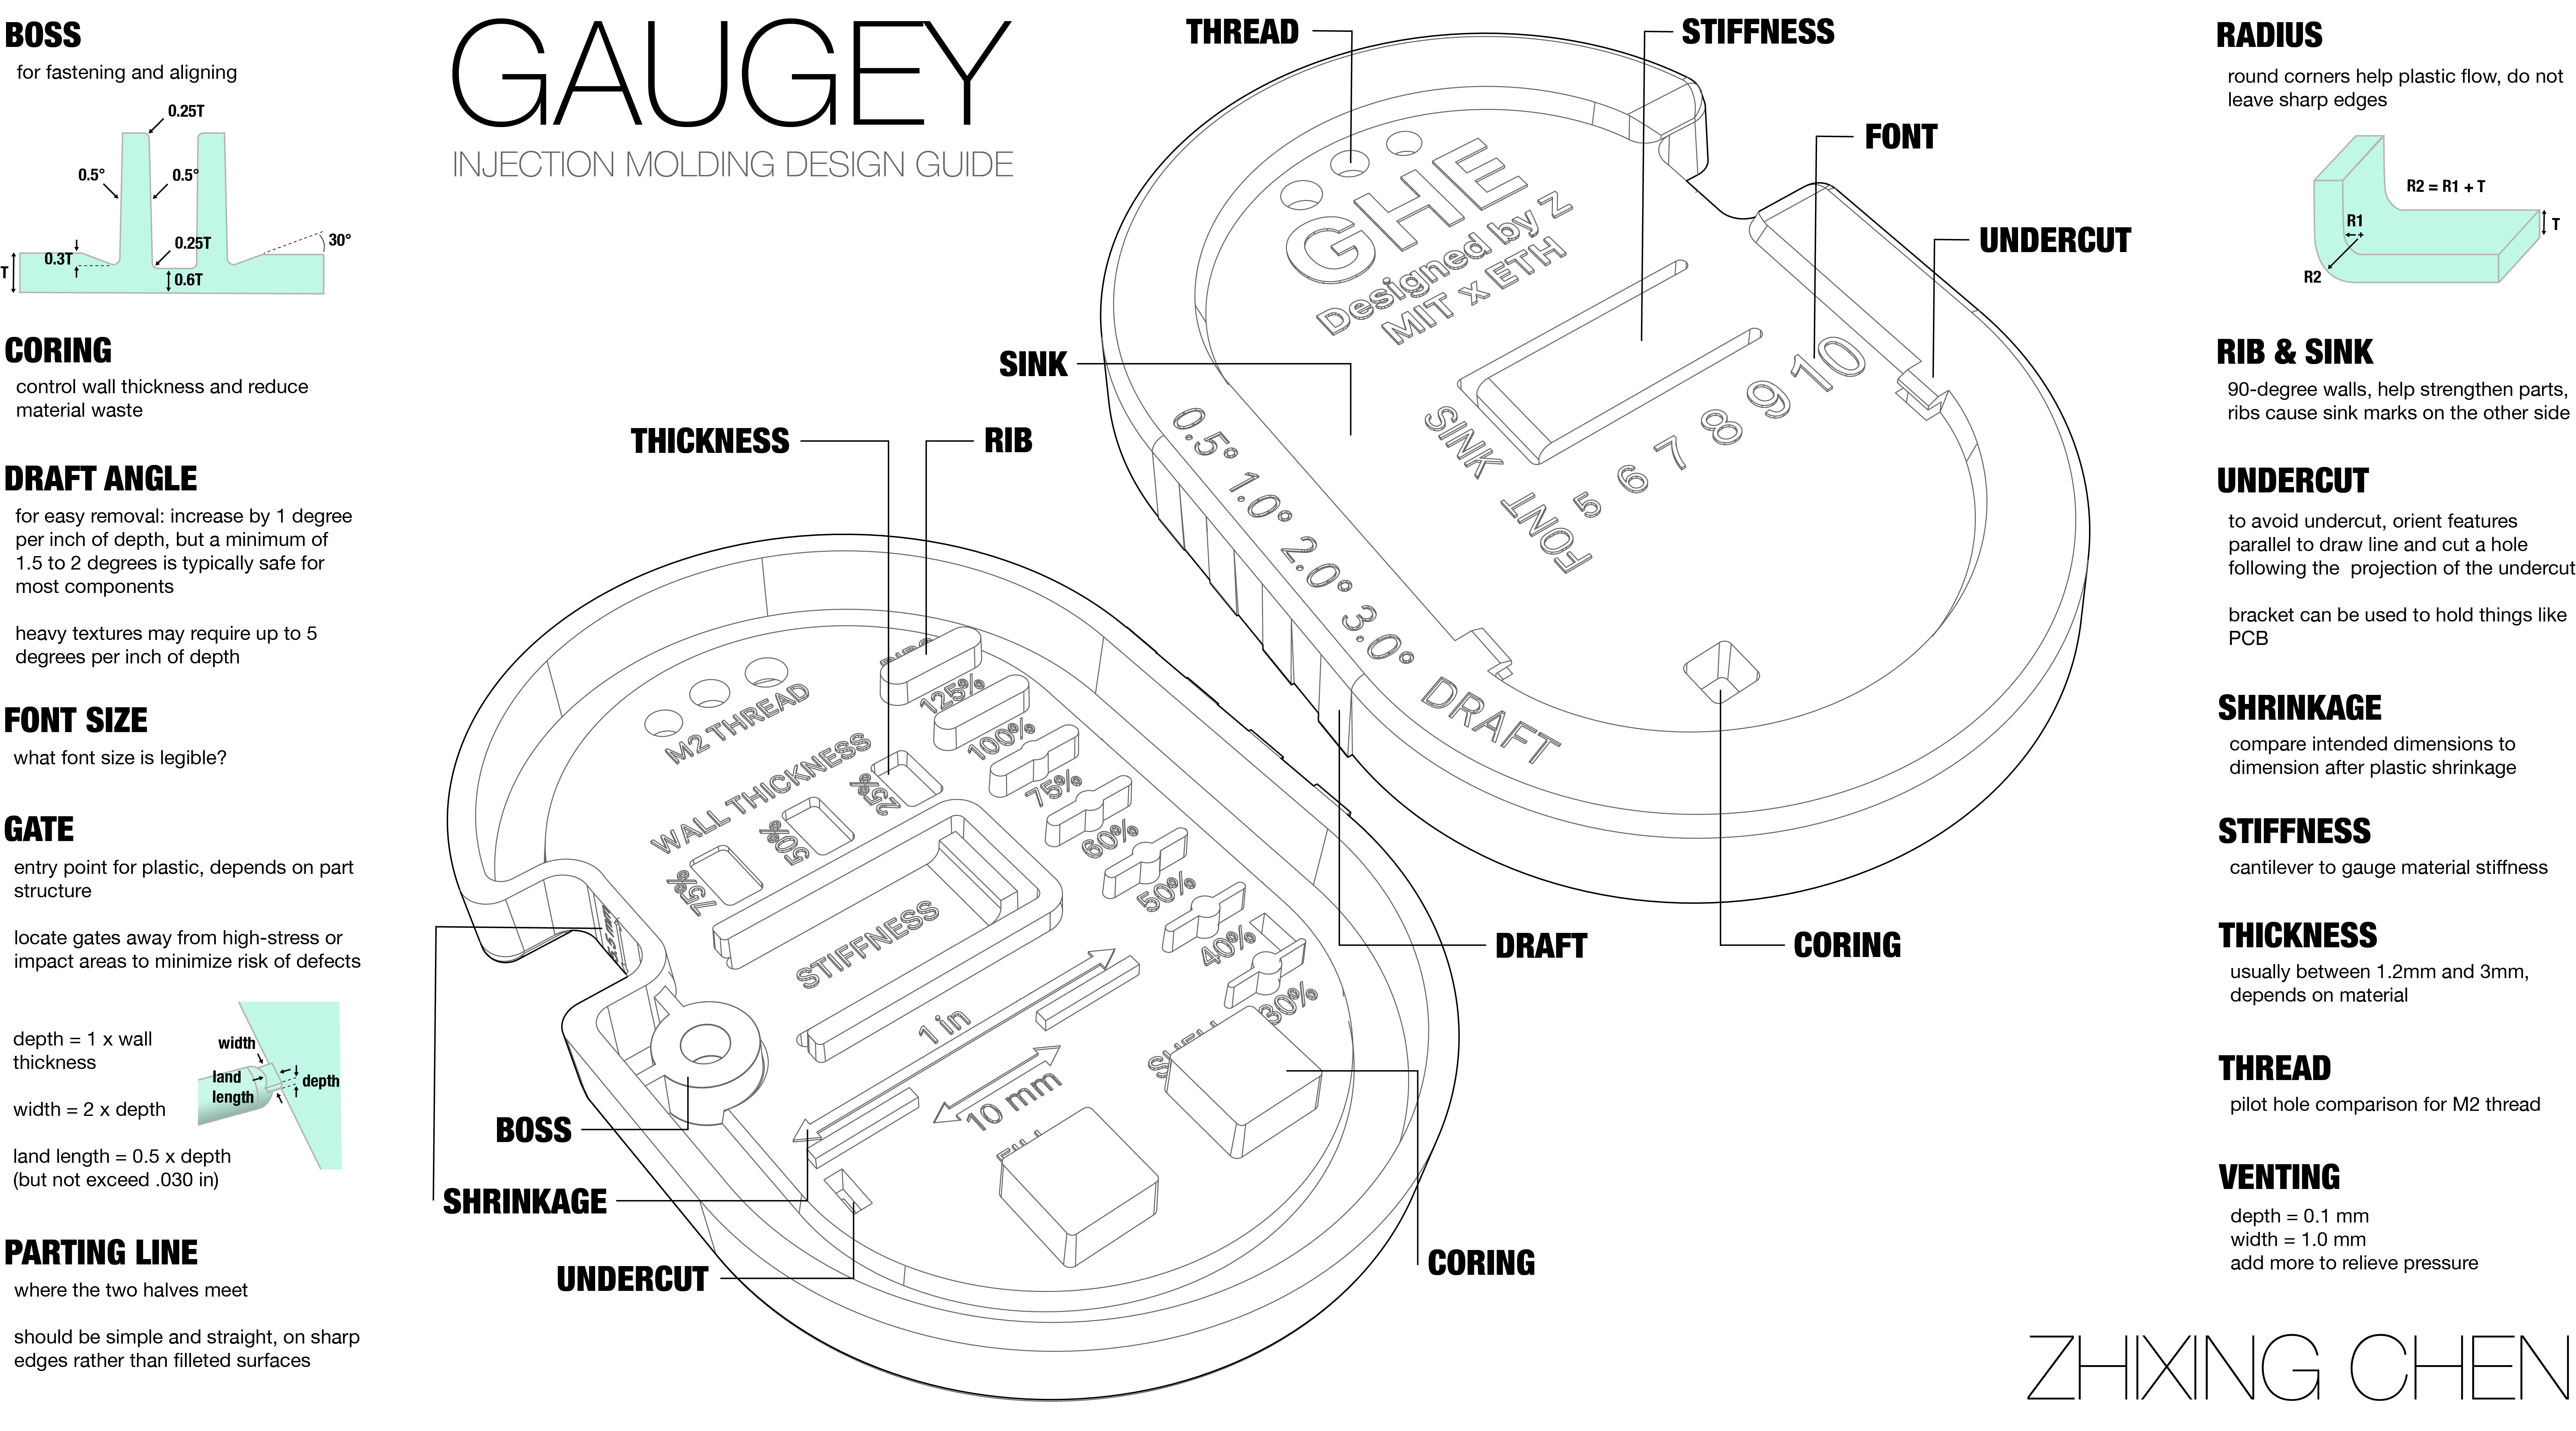 BOSS
for fastening and aligning
0.25T
0.5°
0.5°
0.25T
30°
0.3T
T
0.6T
CORING
control wall thickness and reduce
material waste
DRAFT ANGLE
for easy removal: increase by 1 degree
per inch of depth, but a minimum of
1.5 to 2 degrees is typically safe for
most components
heavy textures may require up to 5
degrees per inch of depth
FONT SIZE
what font size is legible?
GATE
entry point for plastic, depends on part
structure
locate gates away from high-stress or
impact areas to minimize risk of defects
depth = 1 x wall
thickness
width = 2 x depth
land length = 0.5 x depth
(but not exceed .030 in)
width
land
length
depth
PARTING LINE
where the two halves meet
should be simple and straight, on sharp
edges rather than filleted surfaces
GAUGEY
INJECTION MOLDING DESIGN GUIDE
THREAD
STIFFNESS
FONT
UNDERCUT
SINK
THICKNESS
RIB
GHE
Designed by Z
MIT x ETH
SINK
FONT
5 6 7 8 9 10
0.5° 1.0° 2.0° 3.0° DRAFT
M2 THREAD
WALL THICKNESS
75%
50%
25%
125%
100%
75%
60%
50%
40%
30%
STIFFNESS
1 in
10 mm
BOSS
SHRINKAGE
UNDERCUT
DRAFT
CORING
CORING
RADIUS
round corners help plastic flow, do not
leave sharp edges
R2 = R1 + T
R1
T
R2
RIB & SINK
90-degree walls, help strengthen parts,
ribs cause sink marks on the other side
UNDERCUT
to avoid undercut, orient features
parallel to draw line and cut a hole
following the  projection of the undercut
bracket can be used to hold things like
PCB
SHRINKAGE
compare intended dimensions to
dimension after plastic shrinkage
STIFFNESS
cantilever to gauge material stiffness
THICKNESS
usually between 1.2mm and 3mm,
depends on material
THREAD
pilot hole comparison for M2 thread
VENTING
depth = 0.1 mm
width = 1.0 mm
add more to relieve pressure
ZHIXING CHEN